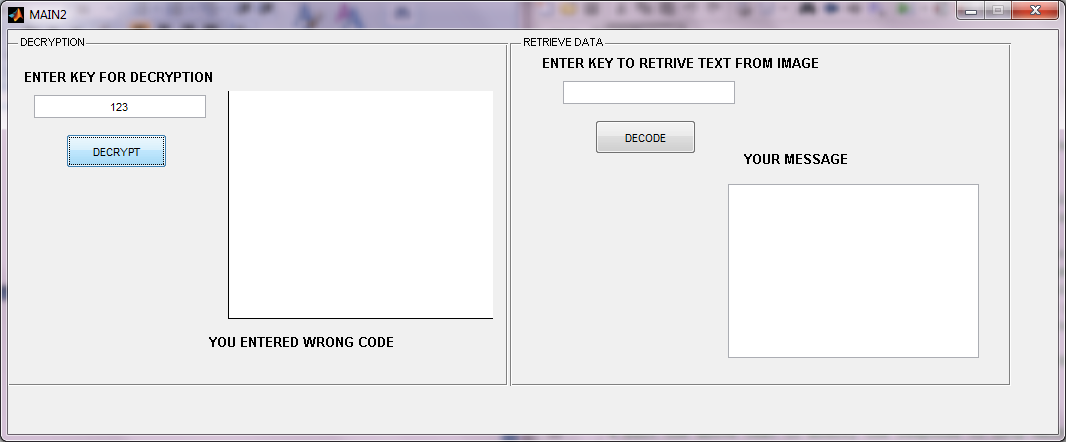 MAIN2
DECRYPTION
ENTER KEY FOR DECRYPTION
123
DECRYPT
YOU ENTERED WRONG CODE
RETRIEVE DATA
ENTER KEY TO RETRIVE TEXT FROM IMAGE
DECODE
YOUR MESSAGE